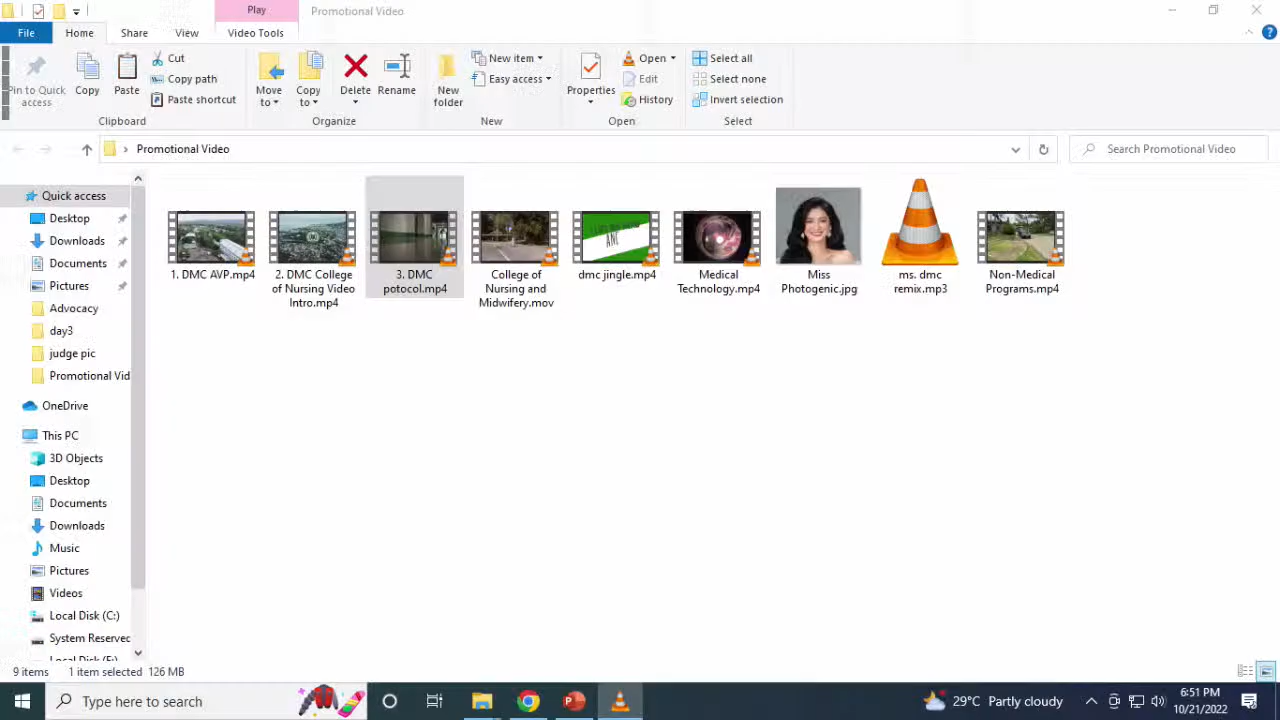 Play
Promotional Video
File
Home
Share
View
Video Tools
Pin to Quick access
Copy
Paste
Cut
Copy path
Paste shortcut
Clipboard
Move to
Copy to
Delete
Rename
Organize
New folder
New item
Easy access
New
Properties
Open
Edit
History
Open
Select all
Select none
Invert selection
Select
Promotional Video
Search Promotional Video
Quick access
Desktop
Downloads
Documents
Pictures
Advocacy
day3
judge pic
Promotional Vid
OneDrive
This PC
3D Objects
Desktop
Documents
Downloads
Music
Pictures
Videos
Local Disk (C:)
System Reserved
1. DMC AVP.mp4
2. DMC College
of Nursing Video
Intro.mp4
3. DMC
potocol.mp4
College of
Nursing and
Midwifery.mov
dmc jingle.mp4
Medical
Technology.mp4
Miss
Photogenic.jpg
ms. dmc
remix.mp3
Non-Medical
Programs.mp4
9 items
1 item selected 126 MB
Type here to search
29°C Partly cloudy
6:51 PM
10/21/2022